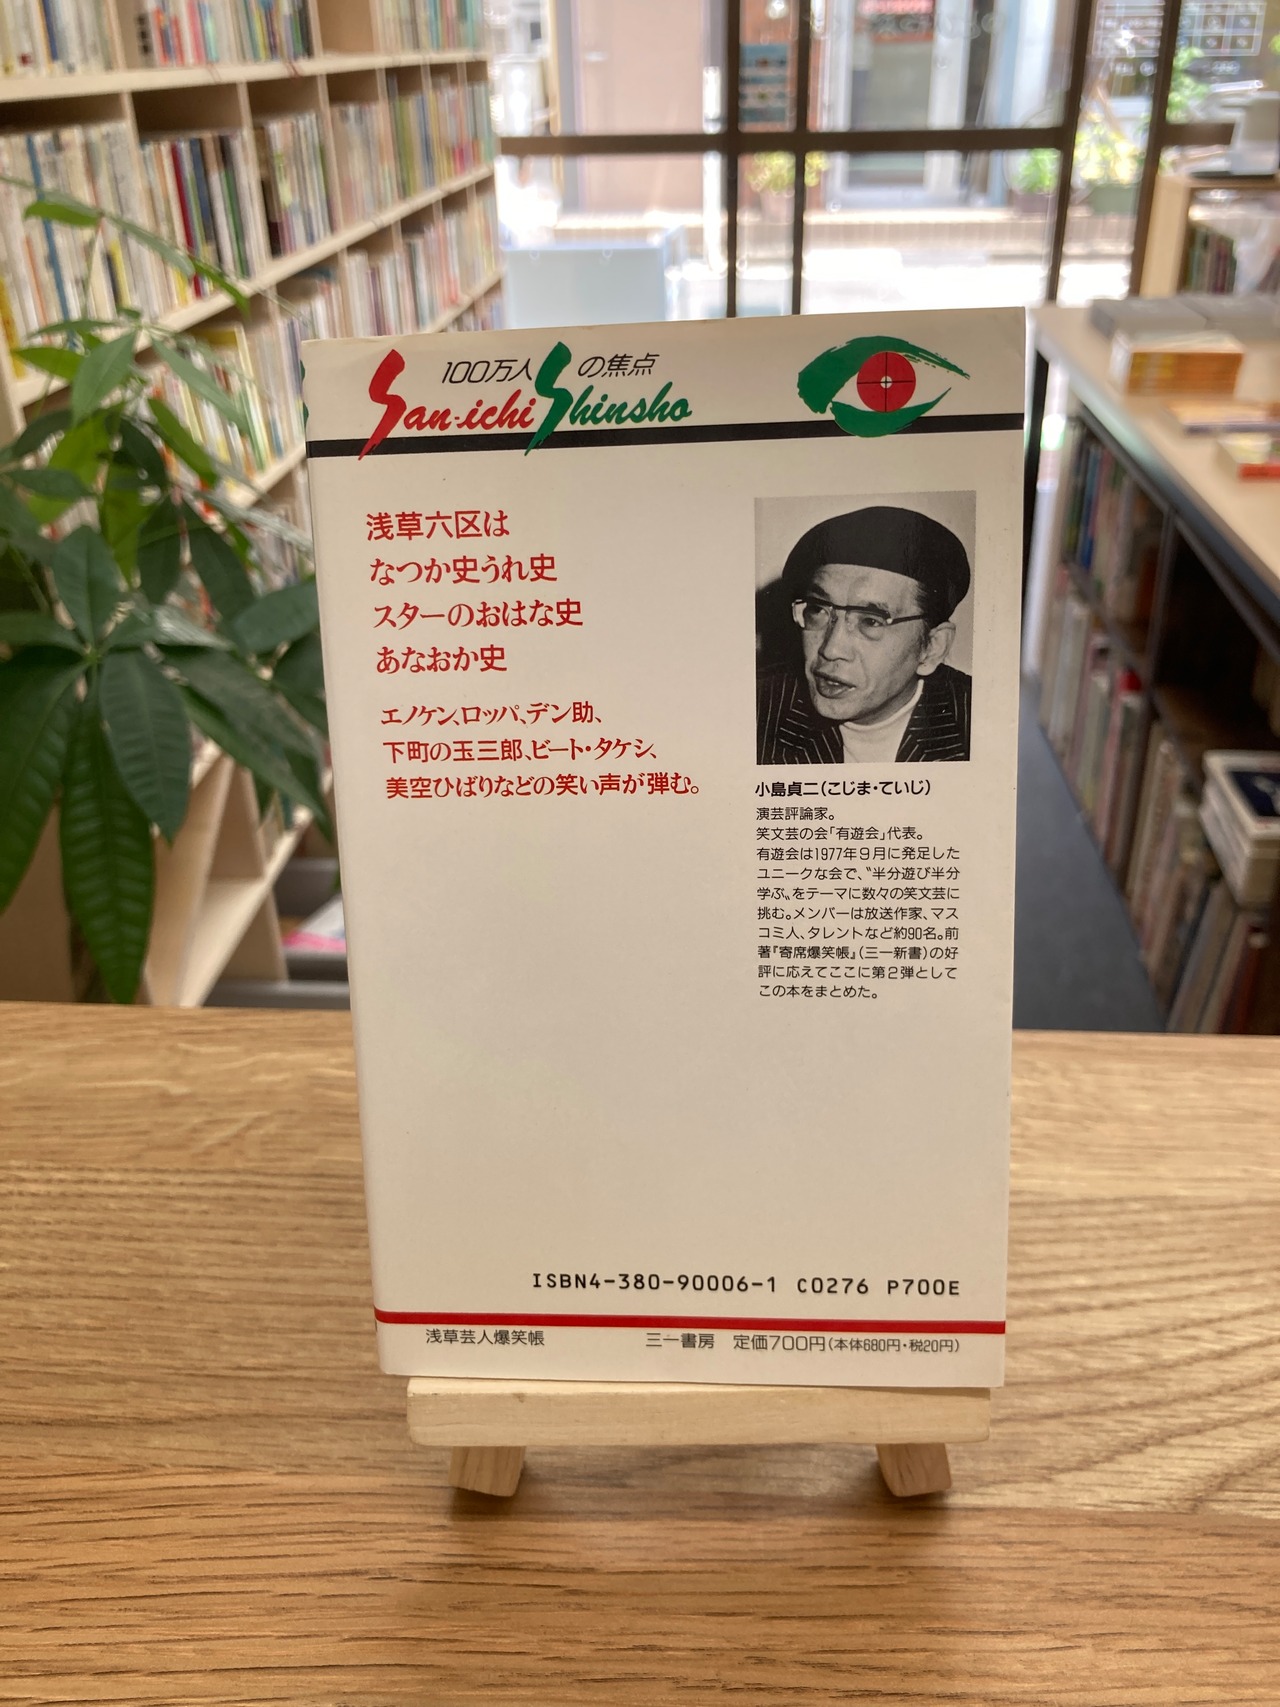 100万人の焦点
San-ichi Shinsho
浅草六区は
なつか史うれ史
スターのおはな史
あなおか史
エノケン、ロッパ、デン助、
下町の玉三郎、ビート・タケシ、
美空ひばりなどの笑い声が弾む。
小島貞二(こじま・ていじ)
演芸評論家。
笑文芸の会「有遊会」代表。
有遊会は1977年9月に発足した
ユニークな会で、〝半分遊び半分
学ぶ〟をテーマに数々の笑文芸に
挑む。メンバーは放送作家、マス
コミ人、タレントなど約90名。前
著『寄席爆笑帳』(三一新書)の好
評に応えてここに第2弾として
この本をまとめた。
ISBN4-380-90006-1 C0276 P700E
浅草芸人爆笑帳 三一書房 定価700円(本体680円・税20円)